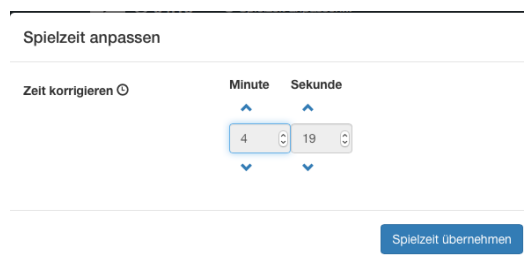 Spielzeit anpassen
Zeit korrigieren
Minute Sekunde
4 19
Spielzeit übernehmen